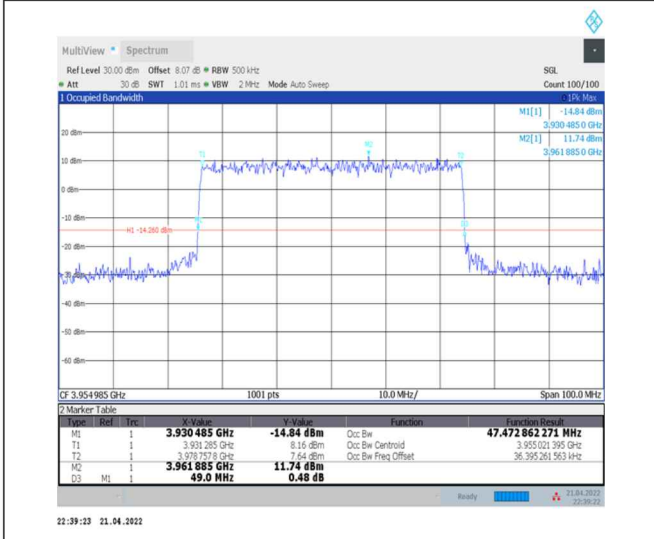 MultiView Spectrum
Ref Level 30.00 dBm Offset 8.07 dB RBW 500 kHz SGL
Att 30 dB SWT 1.01 ms VBW 2 MHz Mode Auto Sweep Count 100/100
1 Occupied Bandwidth 1Pk Max
M1[1] -14.84 dBm
3.930 485 0 GHz
M2[1] 11.74 dBm
3.961 885 0 GHz
20 dBm
M2
T1 T2
10 dBm
0 dBm
-10 dBm
H1 -14.260 dBm
-30 dBm
-40 dBm
-50 dBm
-60 dBm
CF 3.954 985 GHz 1001 pts 10.0 MHz/ Span 100.0 MHz
2 Marker Table
Type Ref Trc X-Value Y-Value Function Function Result
M1 1 3.930 485 GHz -14.84 dBm Occ Bw 47.472 862 271 MHz
T1 1 3.931 285 GHz 8.16 dBm Occ Bw Centroid 3.955 021 395 GHz
T2 1 3.978 757 8 GHz 7.64 dBm Occ Bw Freq Offset 36.395 261 563 kHz
M2 1 3.961 885 GHz 11.74 dBm
D3 M1 1 49.0 MHz 0.48 dB
Ready 21.04.2022
22:39:22
22:39:23 21.04.2022